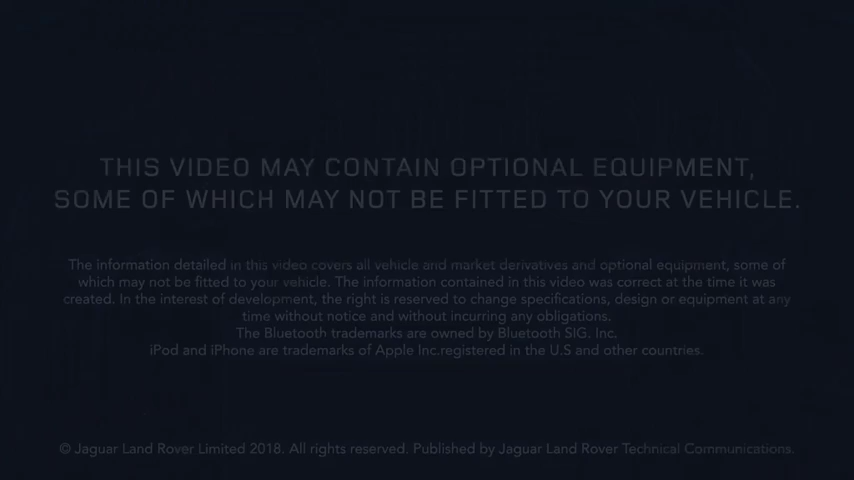 THIS VIDEO MAY CONTAIN OPTIONAL EQUIPMENT,
SOME OF WHICH MAY NOT BE FITTED TO YOUR VEHICLE.
The information detailed in this video covers all vehicle and market derivatives and optional equipment, some of
which may not be fitted to your vehicle. The information contained in this video was correct at the time it was
created. In the interest of development, the right is reserved to change specifications, design or equipment at any
time without notice and without incurring any obligations.
The Bluetooth trademarks are owned by Bluetooth SIG. Inc.
iPod and iPhone are trademarks of Apple Inc.registered in the U.S and other countries.
© Jaguar Land Rover Limited 2018. All rights reserved. Published by Jaguar Land Rover Technical Communications.